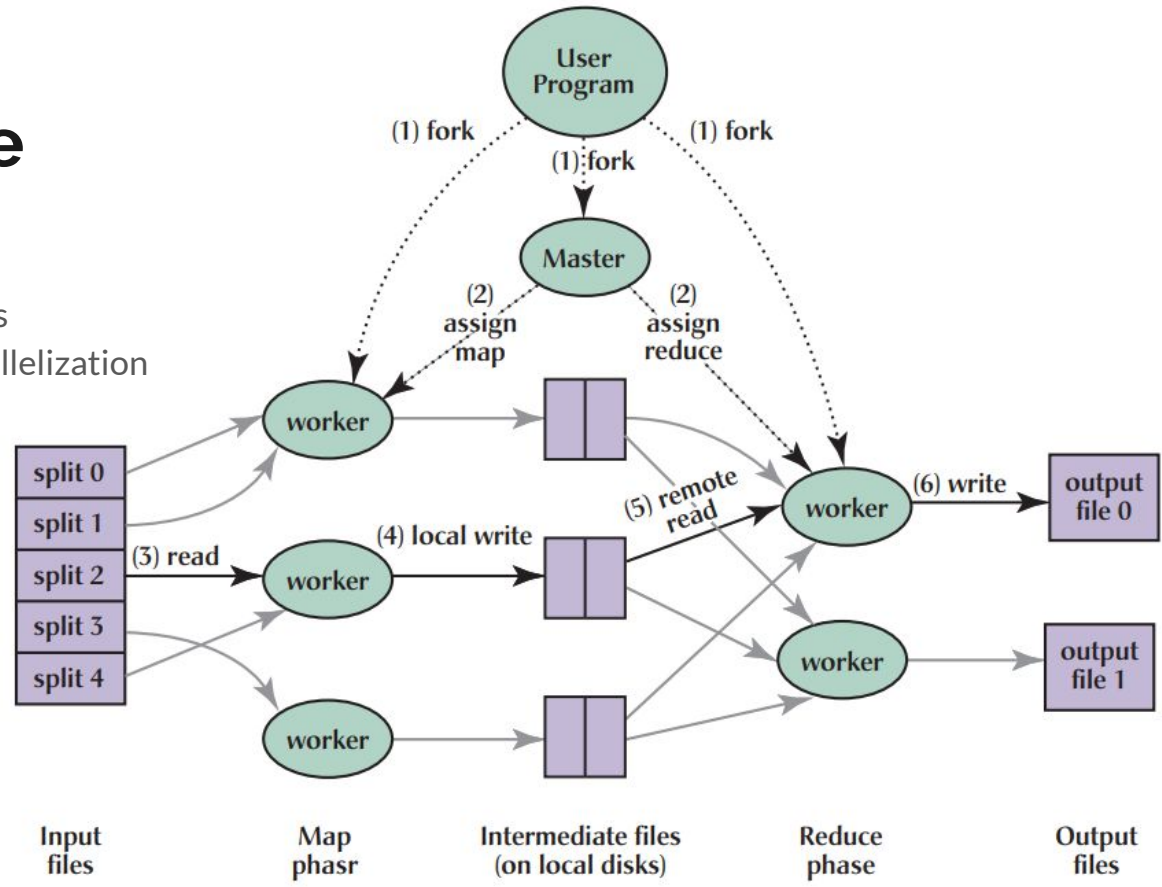 e
s
llelization
User
Program
(1) fork
(1) fork
(1) fork
Master
(2)
assign
map
(2)
assign
reduce
worker
split 0
split 1
split 2
split 3
split 4
(3) read
worker
(4) local write
worker
(5) remote
read
worker
(6) write
output
file 0
worker
output
file 1
Input
files
Map
phasr
Intermediate files
(on local disks)
Reduce
phase
Output
files